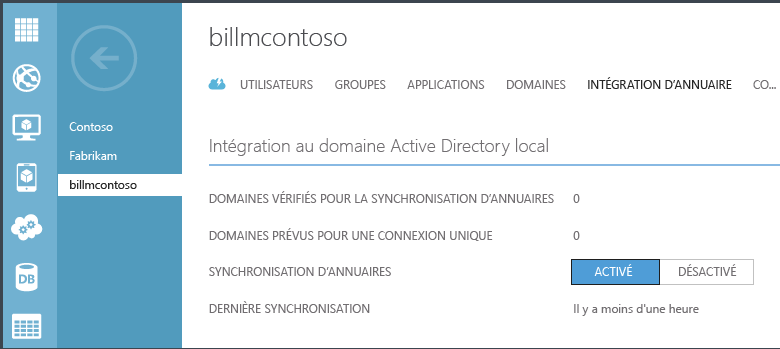 billmcontoso
UTILISATEURS GROUPES APPLICATIONS DOMAINES INTÉGRATION D'ANNUAIRE CO...
Contoso
Fabrikam
billmcontoso
Intégration au domaine Active Directory local
DOMAINES VÉRIFIÉS POUR LA SYNCHRONISATION D'ANNUAIRES 0
DOMAINES PRÉVUS POUR UNE CONNEXION UNIQUE 0
SYNCHRONISATION D'ANNUAIRES ACTIVÉ DÉSACTIVÉ
DERNIÈRE SYNCHRONISATION Il y a moins d'une heure
DB